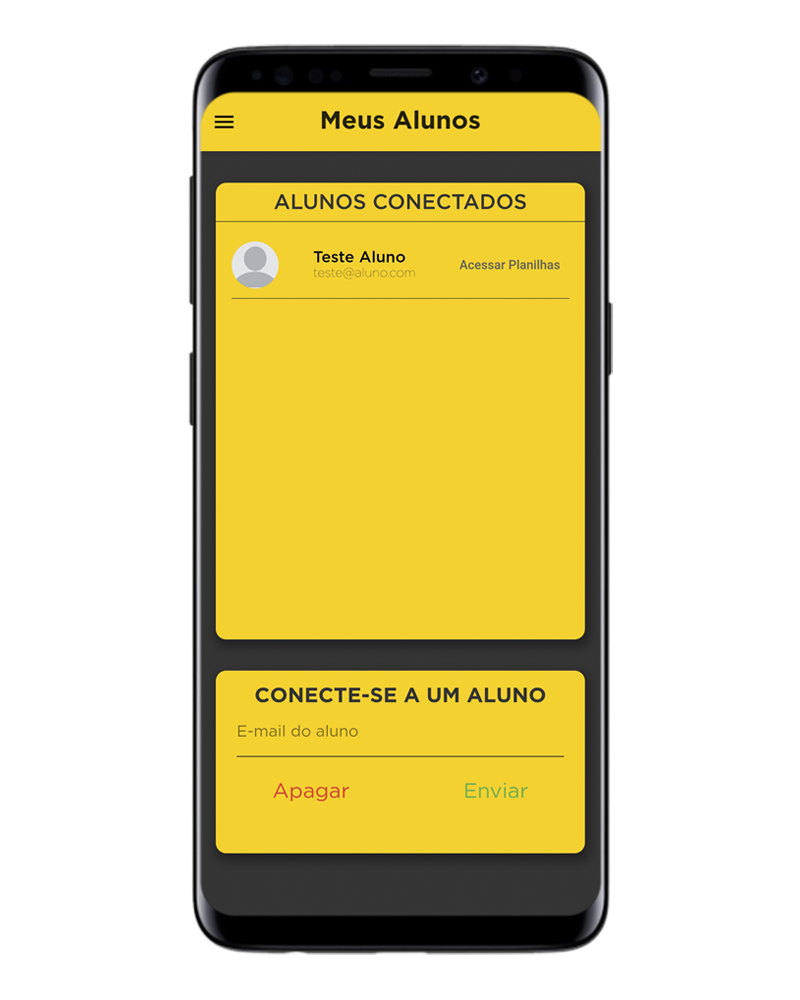 Meus Alunos
ALUNOS CONECTADOS
Teste Aluno
teste@aluno.com
Acessar Planilhas
CONECTE-SE A UM ALUNO
E-mail do aluno
Apagar
Enviar